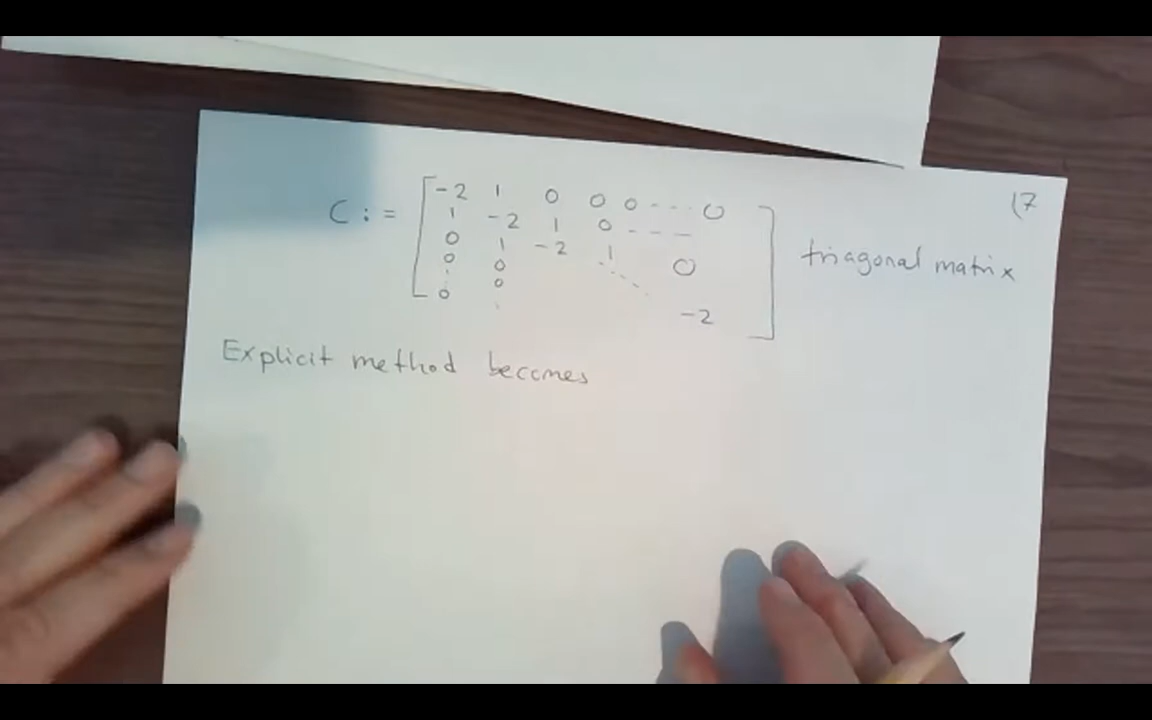 17
C := [ -2 1 0 0 0 - - - 0
1 -2 1 0 - - -
0 1 -2 1 0
0 0
0 0
-2 ] triagonal matrix
Explicit method becomes